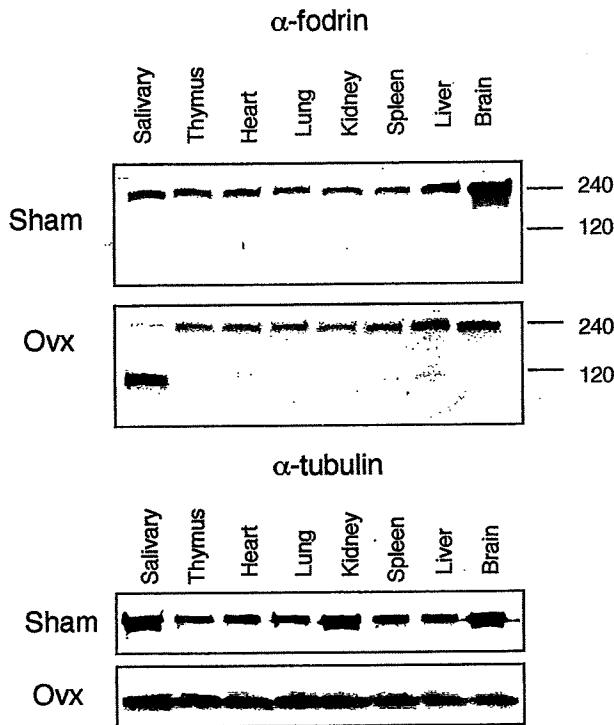 α-fodrin
Salivary Thymus Heart Lung Kidney Spleen Liver Brain
Sham
240
120
Ovx
240
120
α-tubulin
Salivary Thymus Heart Lung Kidney Spleen Liver Brain
Sham
Ovx